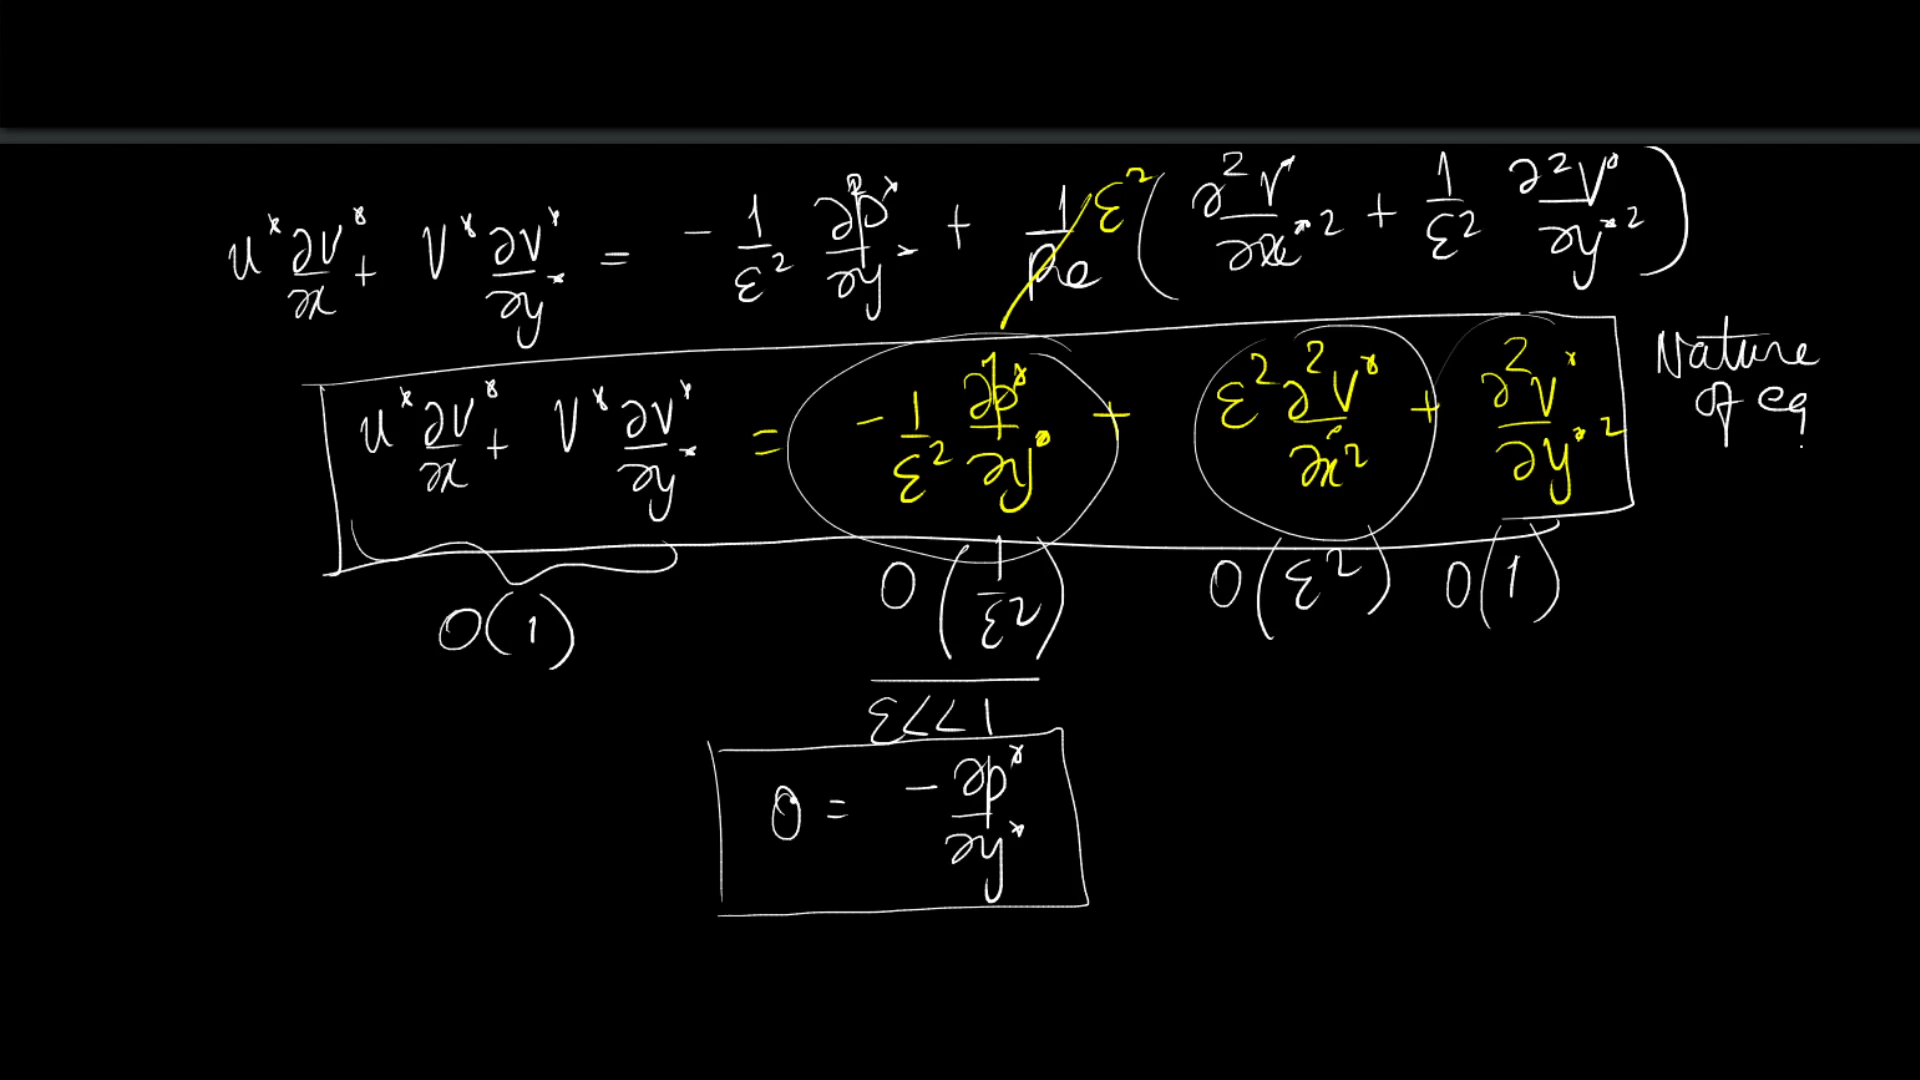 u* ∂v*/∂x + v* ∂v*/∂y* = - 1/ε² ∂p*/∂y* + 1/Re ε² ( ∂²v*/∂x*² + 1/ε² ∂²v*/∂y*² )
u* ∂v*/∂x + v* ∂v*/∂y* = - 1/ε² ∂p*/∂y* + ε² ∂²v*/∂x*² + ∂²v*/∂y*²
Nature
of eq
O(1) O(1/ε²) O(ε²) O(1)
ε<<1
0 = - ∂p*/∂y*